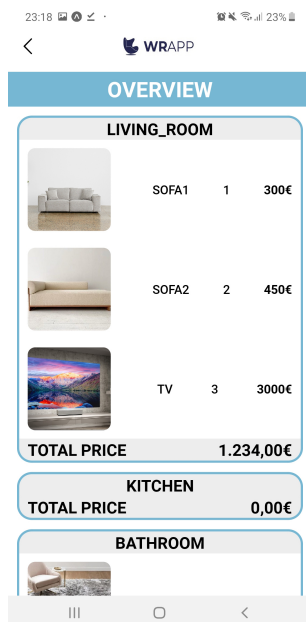 23:18
23%
WRAPP
OVERVIEW
LIVING_ROOM
SOFA1 1 300€
SOFA2 2 450€
TV 3 3000€
TOTAL PRICE 1.234,00€
KITCHEN
TOTAL PRICE 0,00€
BATHROOM